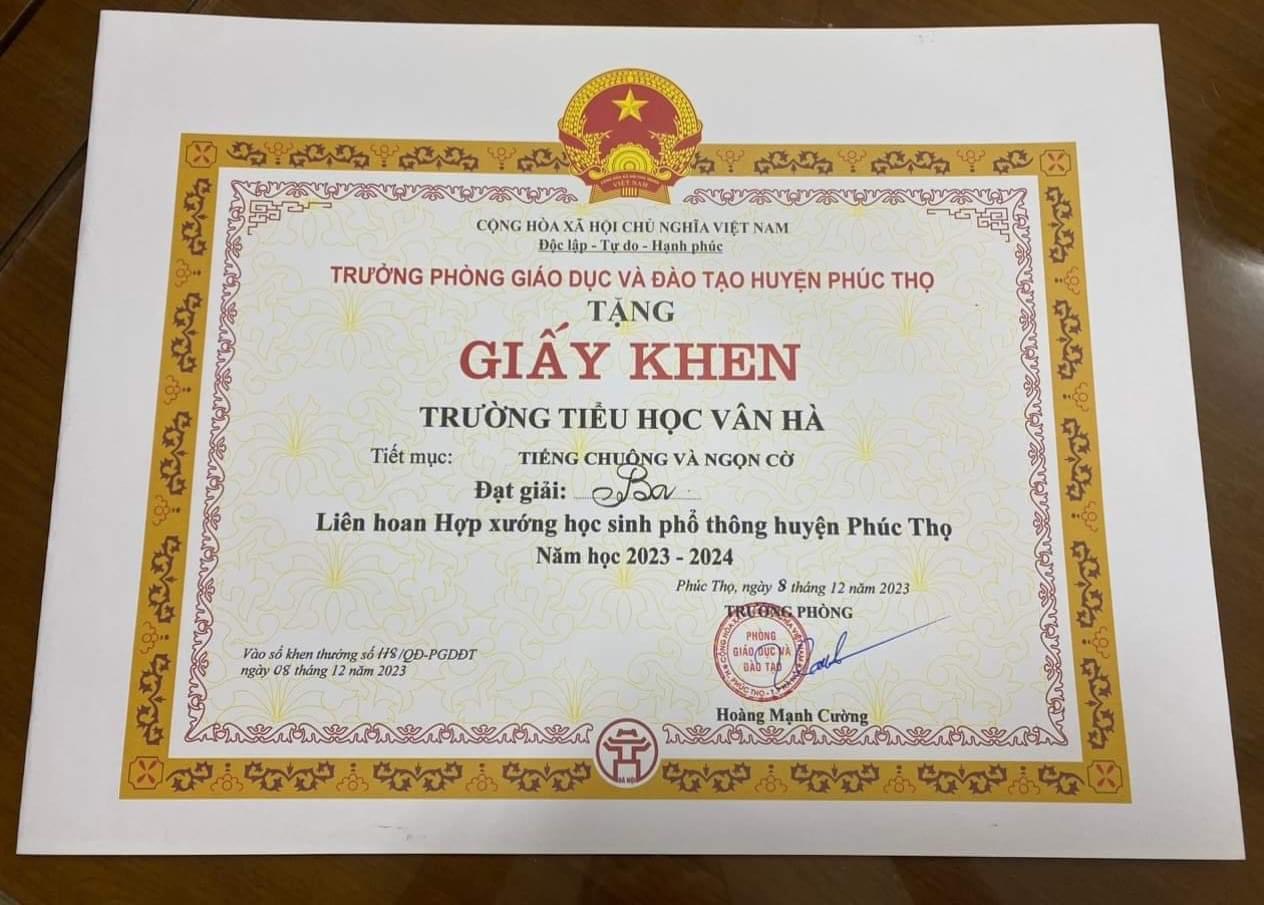 VIỆT NAM
CỘNG HÒA XÃ HỘI CHỦ NGHĨA VIỆT NAM
Độc lập - Tự do - Hạnh phúc
TRƯỞNG PHÒNG GIÁO DỤC VÀ ĐÀO TẠO HUYỆN PHÚC THỌ
TẶNG
GIẤY KHEN
TRƯỜNG TIỂU HỌC VÂN HÀ
Tiết mục: TIẾNG CHUÔNG VÀ NGỌN CỜ
Đạt giải: Ba
Liên hoan Hợp xướng học sinh phổ thông huyện Phúc Thọ
Năm học 2023 - 2024
Phúc Thọ, ngày 8 tháng 12 năm 2023
TRƯỞNG PHÒNG
PHÒNG
GIÁO DỤC VÀ
ĐÀO TẠO
Vào sổ khen thưởng số 118/QĐ-PGDĐT
ngày 08 tháng 12 năm 2023
Hoàng Mạnh Cường
HÀ NỘI